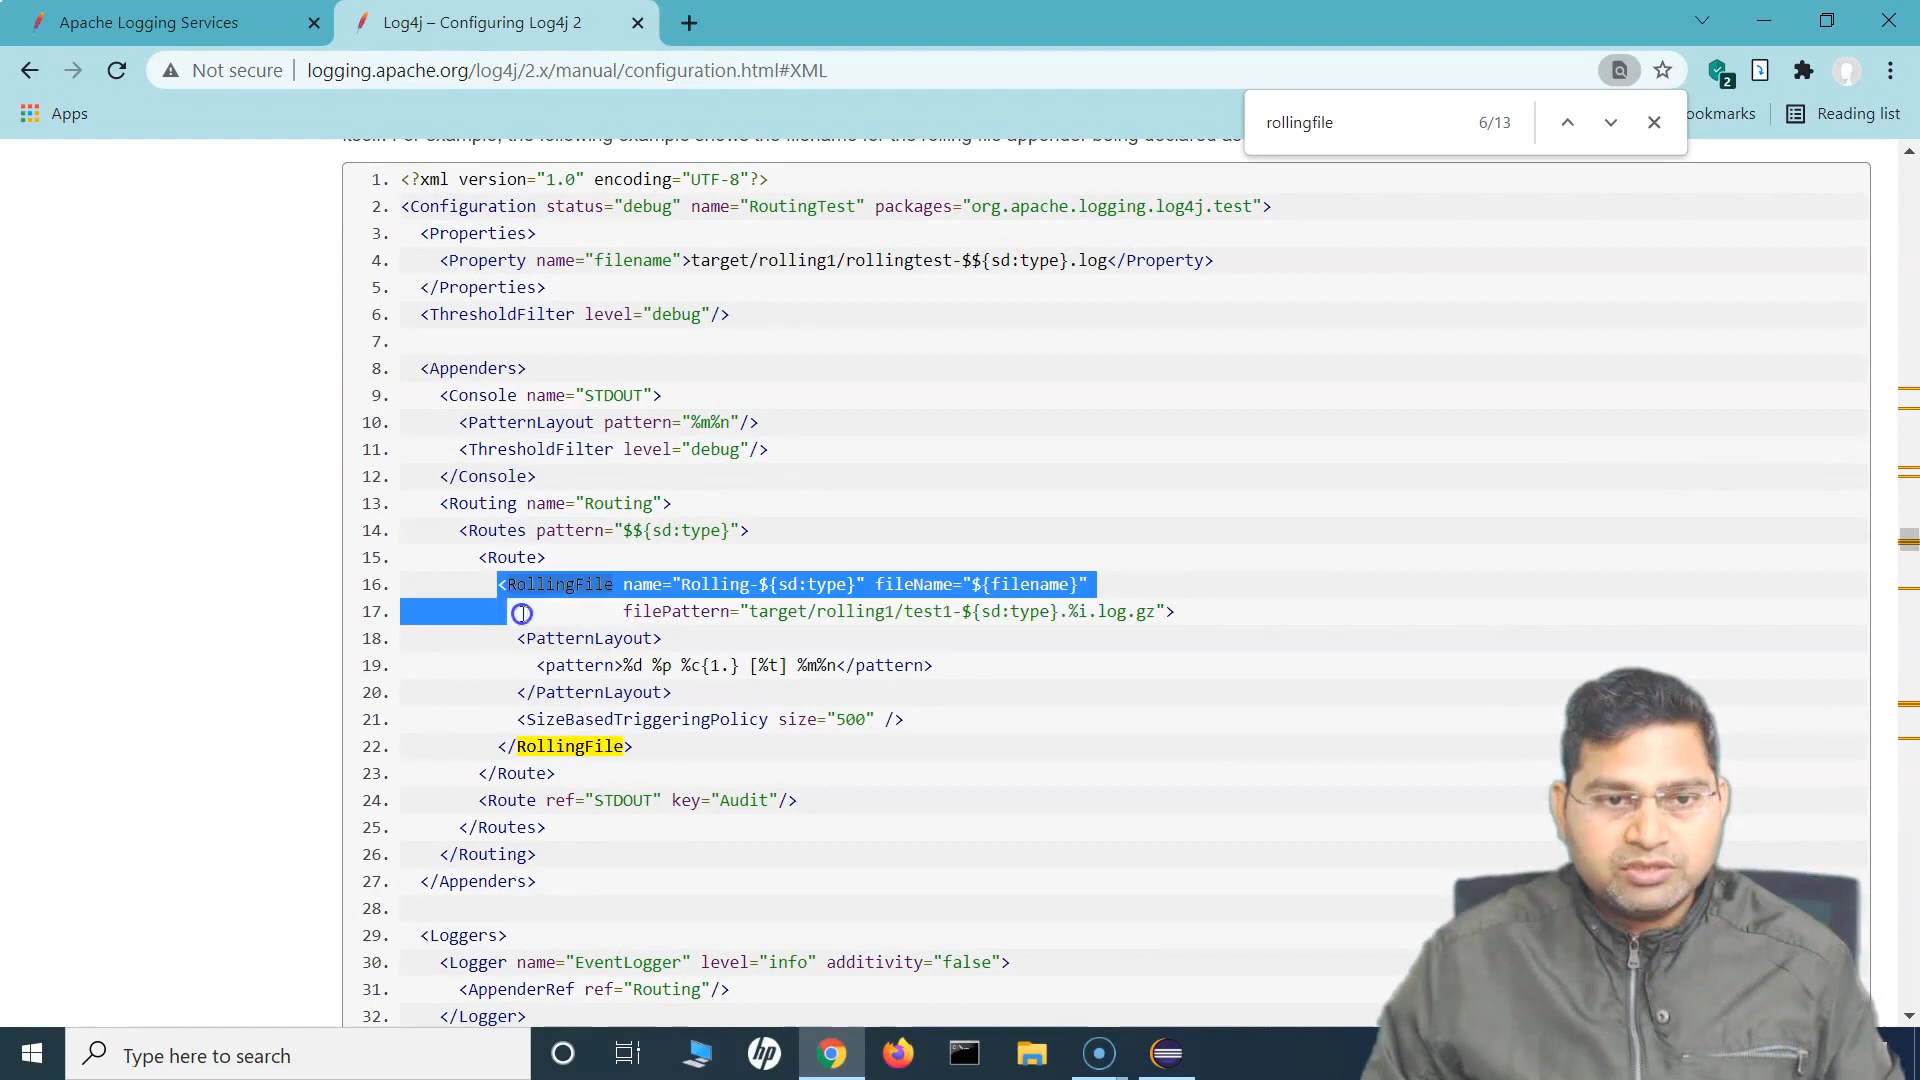 Apache Logging Services
Log4j – Configuring Log4j 2
Not secure
logging.apache.org/log4j/2.x/manual/configuration.html#XML
2
Apps
rollingfile
6/13
ookmarks
Reading list
1. <?xml version="1.0" encoding="UTF-8"?>
2. <Configuration status="debug" name="RoutingTest" packages="org.apache.logging.log4j.test">
3. <Properties>
4. <Property name="filename">target/rolling1/rollingtest-$${sd:type}.log</Property>
5. </Properties>
6. <ThresholdFilter level="debug"/>
7.
8. <Appenders>
9. <Console name="STDOUT">
10. <PatternLayout pattern="%m%n"/>
11. <ThresholdFilter level="debug"/>
12. </Console>
13. <Routing name="Routing">
14. <Routes pattern="$${sd:type}">
15. <Route>
16. <RollingFile name="Rolling-${sd:type}" fileName="${filename}"
17. filePattern="target/rolling1/test1-${sd:type}.%i.log.gz">
18. <PatternLayout>
19. <pattern>%d %p %c{1.} [%t] %m%n</pattern>
20. </PatternLayout>
21. <SizeBasedTriggeringPolicy size="500" />
22. </RollingFile>
23. </Route>
24. <Route ref="STDOUT" key="Audit"/>
25. </Routes>
26. </Routing>
27. </Appenders>
28.
29. <Loggers>
30. <Logger name="EventLogger" level="info" additivity="false">
31. <AppenderRef ref="Routing"/>
32. </Logger>
Type here to search
hp